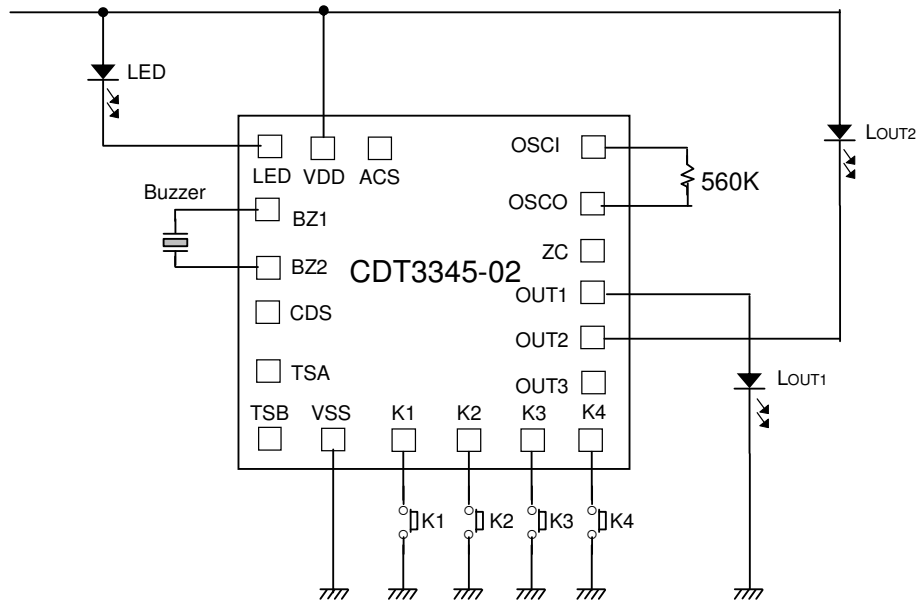 LED
LOUT2
OSCI
LED VDD ACS
560K
Buzzer
OSCO
BZ1
ZC
BZ2
CDT3345-02
OUT1
CDS
OUT2
TSA
LOUT1
OUT3
TSB VSS K1 K2 K3 K4
K1 K2 K3 K4